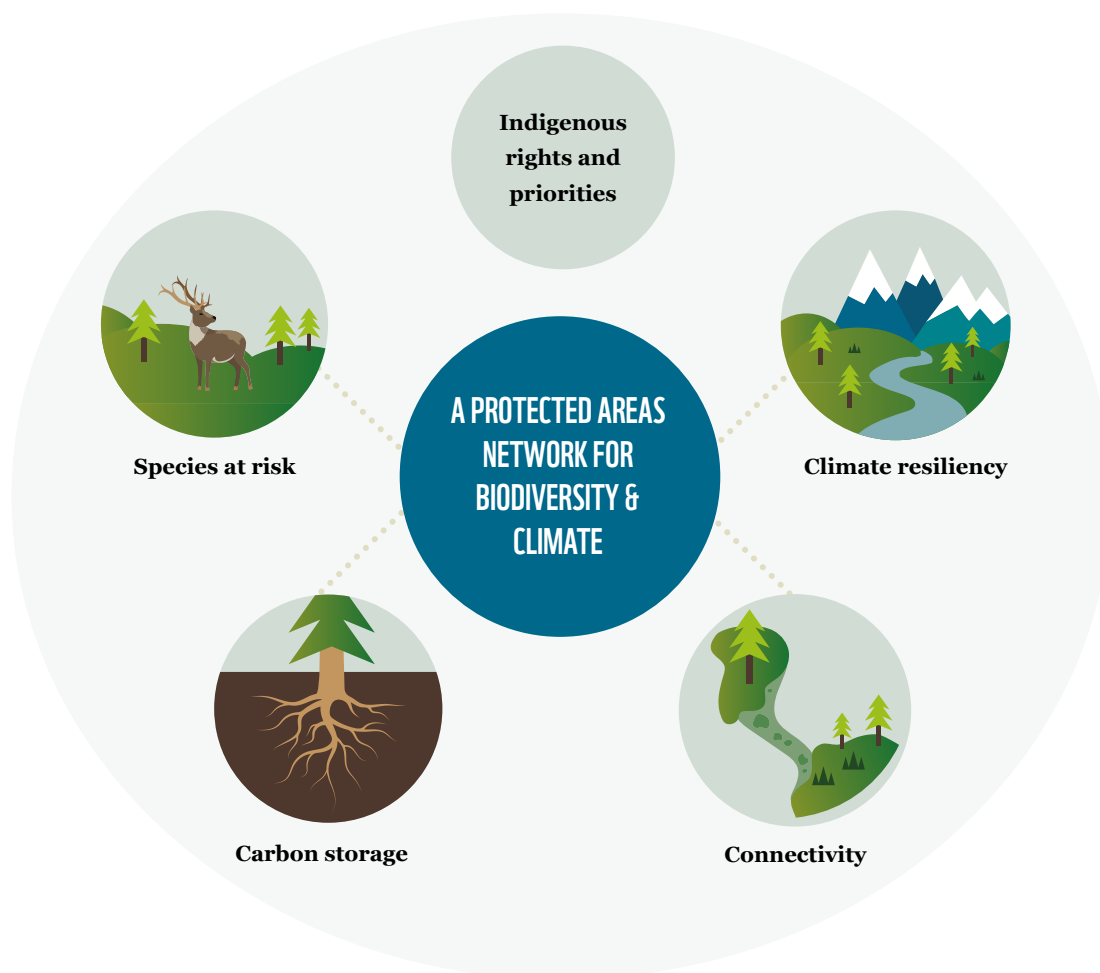 Indigenous
rights and
priorities
A PROTECTED AREAS
NETWORK FOR
BIODIVERSITY &
CLIMATE
Species at risk
Climate resiliency
Carbon storage
Connectivity